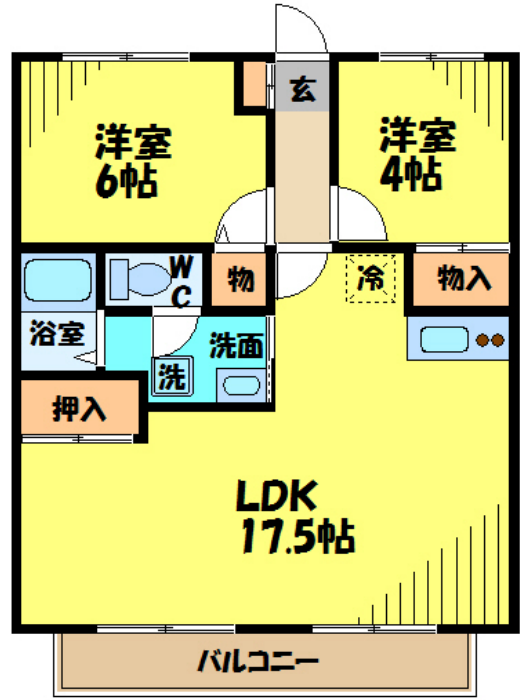 玄
洋室
6帖
洋室
4帖
WC
物
冷
物入
浴室
洗面
洗
押入
LDK
17.5帖
バルコニー